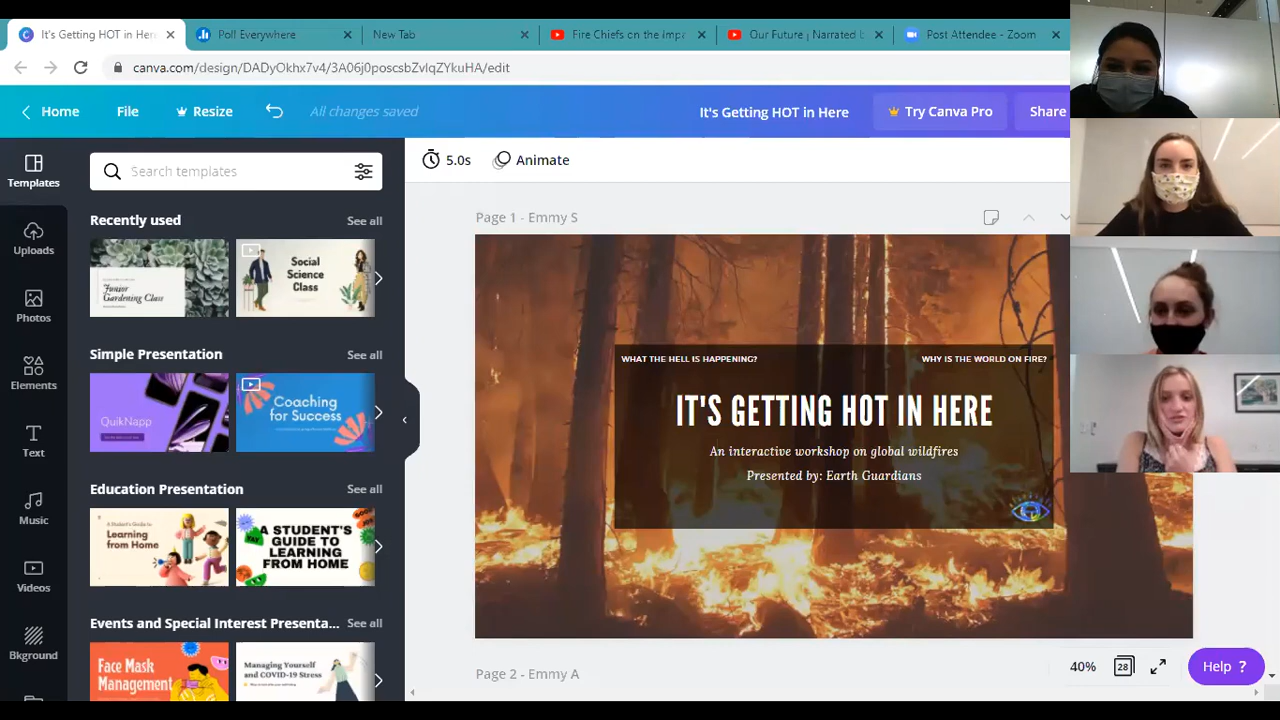 It's Getting HOT in Her
Poll Everywhere
New Tab
Fire Chiefs on the impa
Our Future | Narrated b
Post Attendee - Zoom
canva.com/design/DADyOkhx7v4/3A06j0poscsbZvIqZYkuHA/edit
Home
File
Resize
All changes saved
It's Getting HOT in Here
Try Canva Pro
Share
Templates
Search templates
5.0s
Animate
Recently used
See all
Page 1 - Emmy S
Junior
Gardening Class
Social
Science
Class
Uploads
Photos
Simple Presentation
See all
QuikNapp
Coaching
for Success
Elements
WHAT THE HELL IS HAPPENING?
WHY IS THE WORLD ON FIRE?
IT'S GETTING HOT IN HERE
An interactive workshop on global wildfires
Presented by: Earth Guardians
Text
Education Presentation
See all
A Student's Guide to
Learning
from Home
A STUDENT'S
GUIDE TO
LEARNING
FROM HOME
Music
Videos
Events and Special Interest Presenta...
See all
Bkground
Face Mask
Management
Managing Yourself
and COVID-19 Stress
Page 2 - Emmy A
40%
28
Help ?